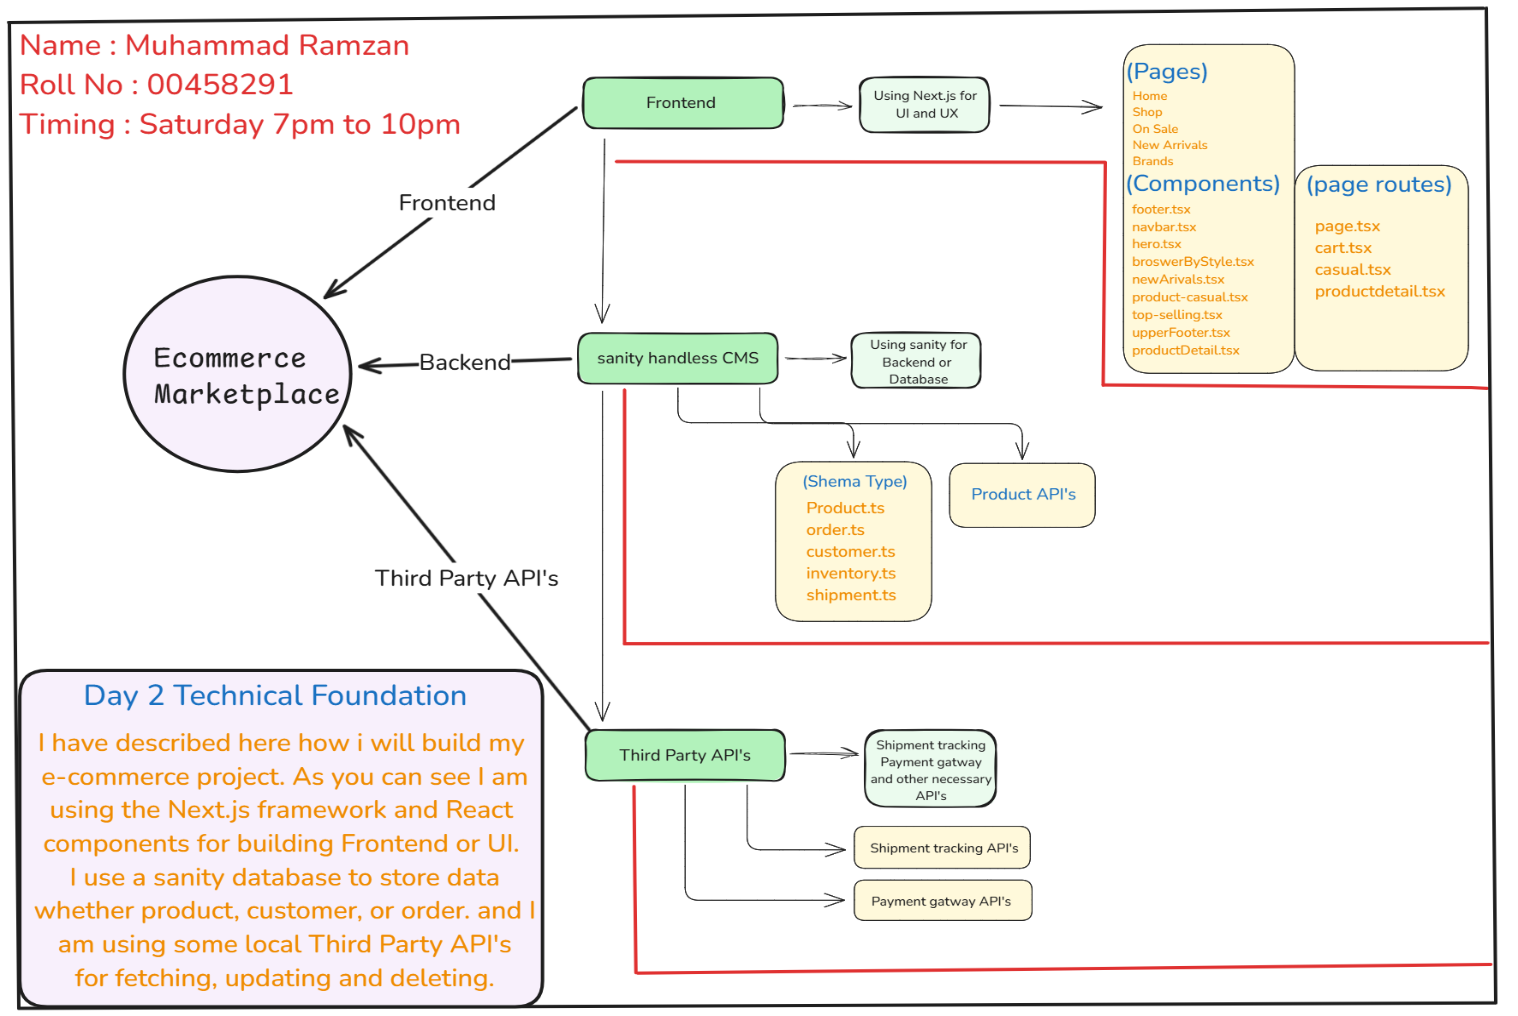 Name : Muhammad Ramzan
Roll No : 00458291
Timing : Saturday 7pm to 10pm
Frontend
Using Next.js for
UI and UX
(Pages)
Home
Shop
On Sale
New Arrivals
Brands
(Components)
footer.tsx
navbar.tsx
hero.tsx
broswerByStyle.tsx
newArivals.tsx
product-casual.tsx
top-selling.tsx
upperFooter.tsx
productDetail.tsx
(page routes)
page.tsx
cart.tsx
casual.tsx
productdetail.tsx
Frontend
Ecommerce
Marketplace
Backend
sanity handless CMS
Using sanity for
Backend or
Database
(Shema Type)
Product.ts
order.ts
customer.ts
inventory.ts
shipment.ts
Product API's
Third Party API's
Third Party API's
Shipment tracking
Payment gatway
and other necessary
API's
Shipment tracking API's
Payment gatway API's
Day 2 Technical Foundation
I have described here how i will build my
e-commerce project. As you can see I am
using the Next.js framework and React
components for building Frontend or UI.
I use a sanity database to store data
whether product, customer, or order. and I
am using some local Third Party API's
for fetching, updating and deleting.